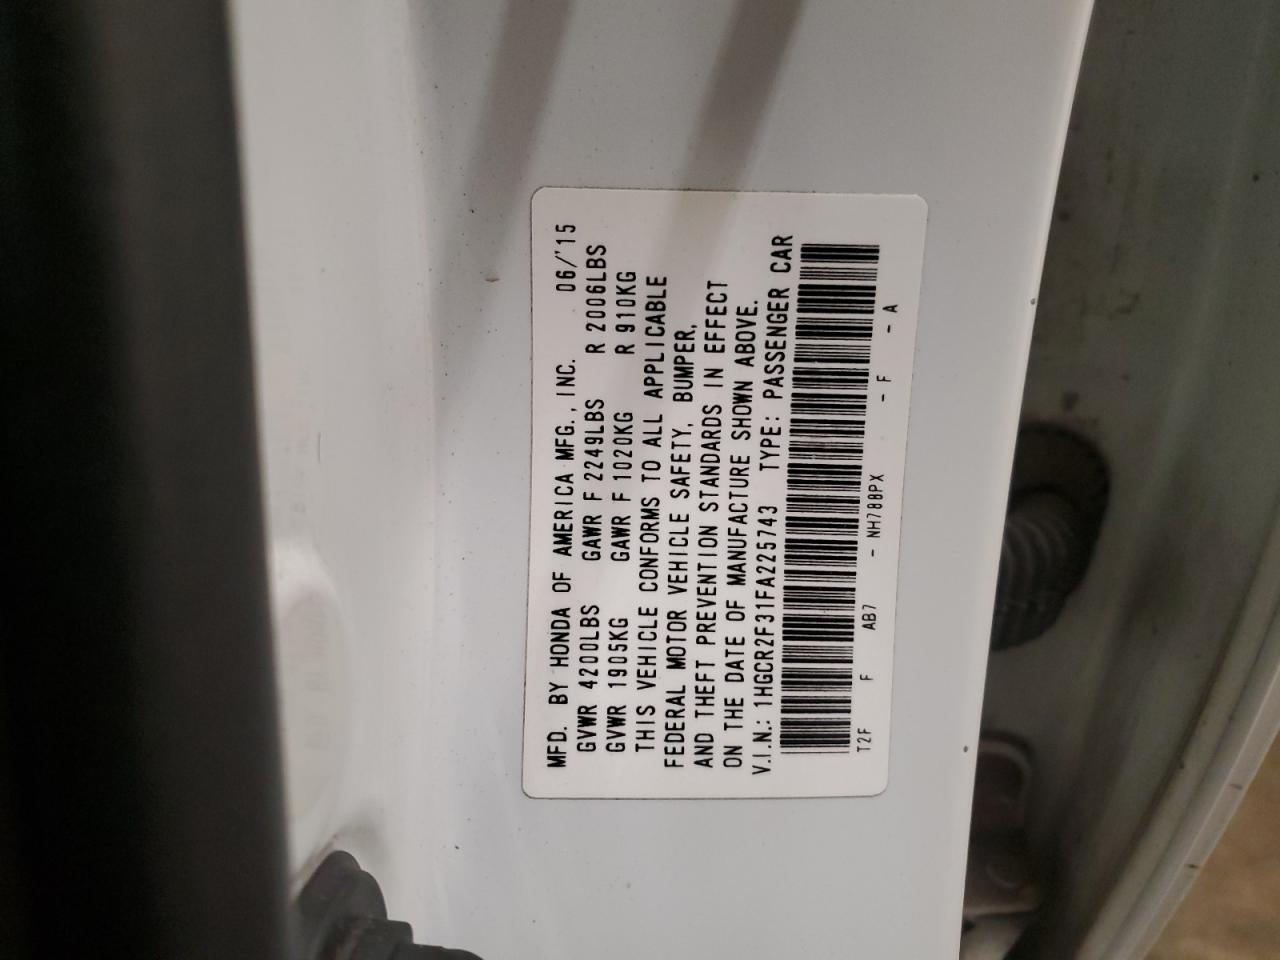 MFD. BY HONDA OF AMERICA MFG., INC. 06/'15
GVWR 4200LBS GAWR F 2249LBS R 2006LBS
GVWR 1905KG GAWR F 1020KG R 910KG
THIS VEHICLE CONFORMS TO ALL APPLICABLE
FEDERAL MOTOR VEHICLE SAFETY, BUMPER,
AND THEFT PREVENTION STANDARDS IN EFFECT
ON THE DATE OF MANUFACTURE SHOWN ABOVE.
V.I.N.: 1HGCR2F31FA225743 TYPE: PASSENGER CAR
T2F F AB7 - NH788PX - F - A